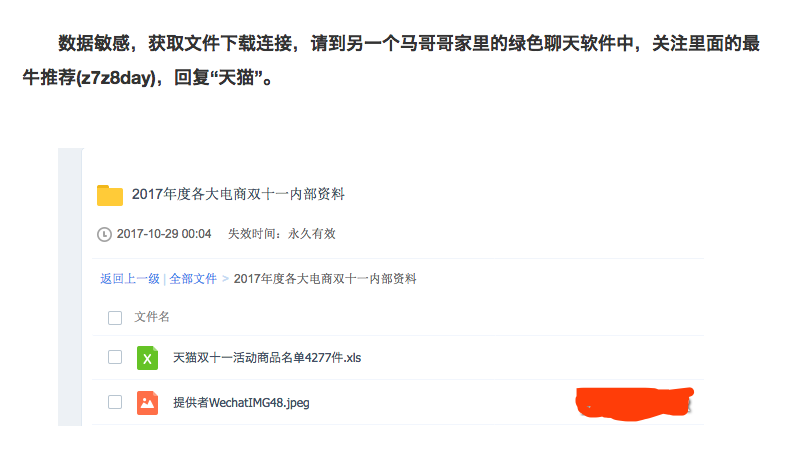 数据敏感，获取文件下载连接，请到另一个马哥哥家里的绿色聊天软件中，关注里面的最
牛推荐(z7z8day)，回复“天猫”。
2017年度各大电商双十一内部资料
2017-10-29 00:04 失效时间：永久有效
返回上一级 | 全部文件 > 2017年度各大电商双十一内部资料
文件名
X 天猫双十一活动商品名单4277件.xls
提供者WechatIMG48.jpeg